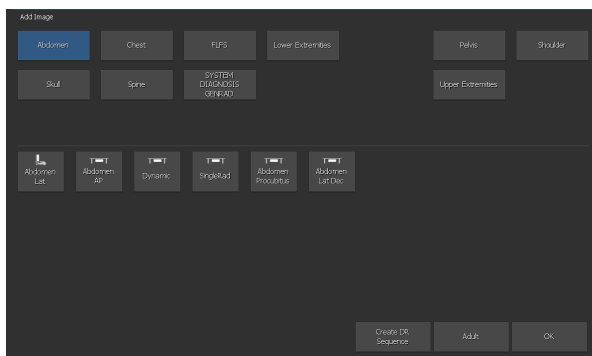 Add Image
Abdomen
Chest
FLFS
Lower Extremities
Pelvis
Shoulder
Skull
Spine
SYSTEM
DIAGNOSIS
GENRAD
Upper Extremities
Abdomen
Lat
Abdomen
AP
Dynamic
SingleRad
Abdomen
Procubitus
Abdomen
Lat Dec
Create DR
Sequence
Adult
OK